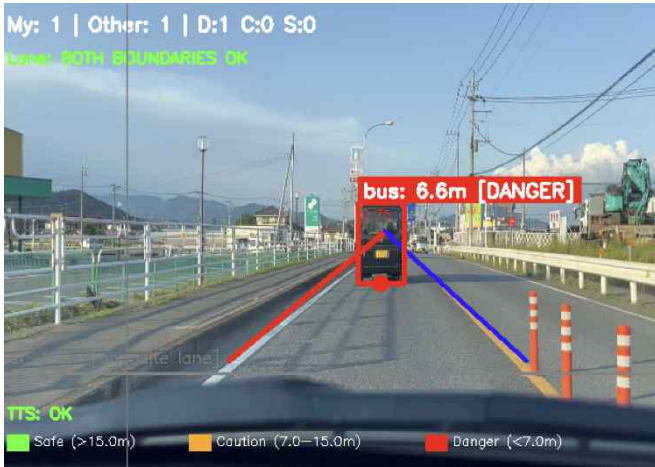 My: 1 | Other: 1 | D:1 C:0 S:0
Lane: BOTH BOUNDARIES OK
bus: 6.6m [DANGER]
lane]
TTS: OK
Safe (>15.0m)
Caution (7.0-15.0m)
Danger (<7.0m)